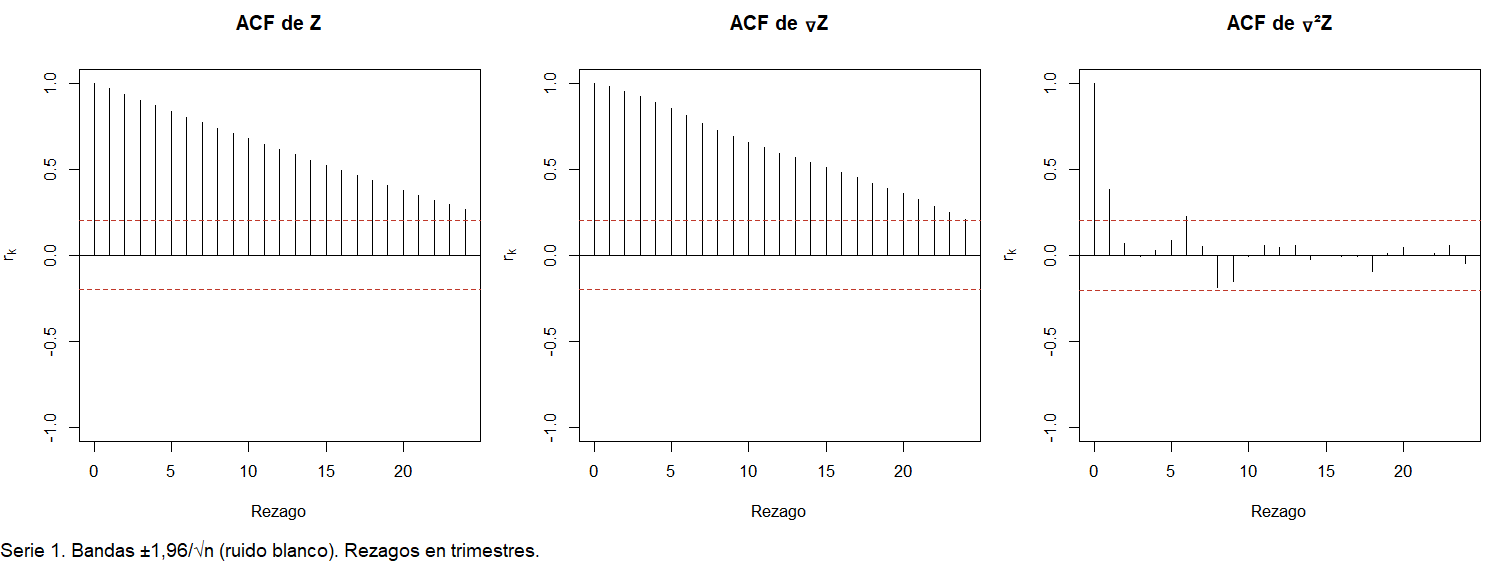 ACF de Z
1.0
0.5
0.0
-0.5
-1.0
rk
0 5 10 15 20
Rezago
ACF de ∇Z
1.0
0.5
0.0
-0.5
-1.0
rk
0 5 10 15 20
Rezago
ACF de ∇²Z
1.0
0.5
0.0
-0.5
-1.0
rk
0 5 10 15 20
Rezago
Serie 1. Bandas ±1,96/√n (ruido blanco). Rezagos en trimestres.